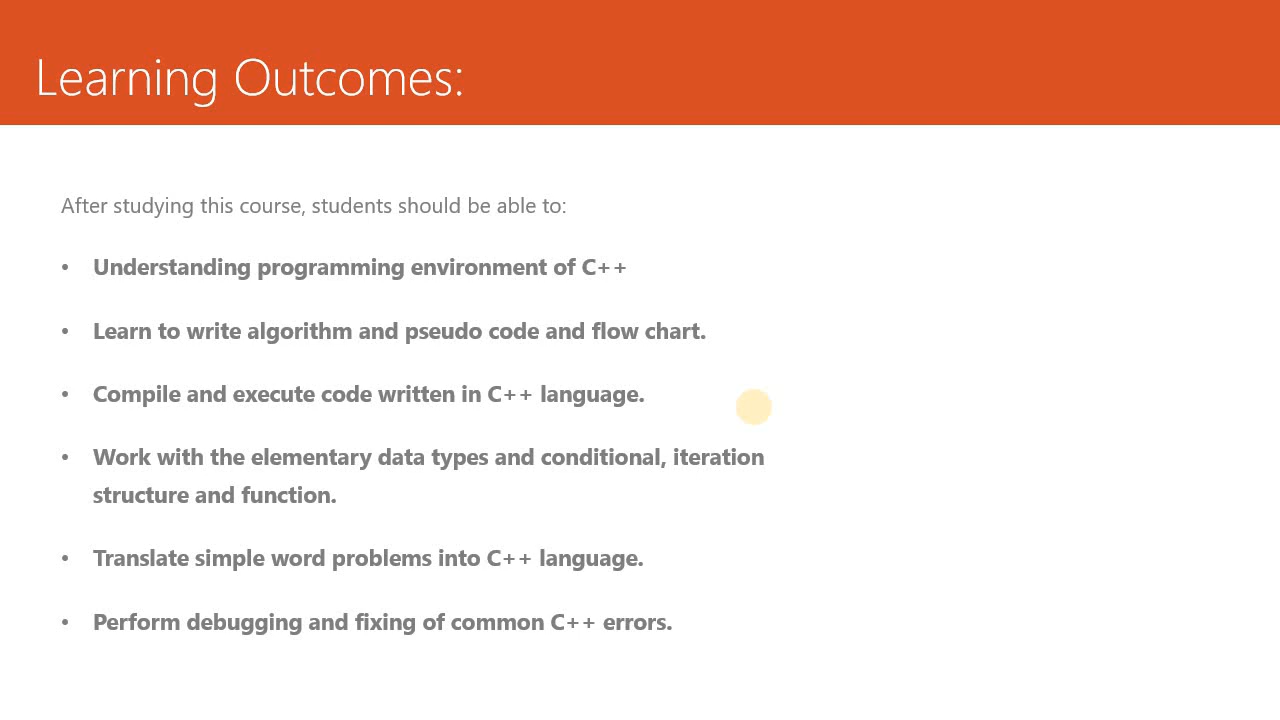 Learning Outcomes:
After studying this course, students should be able to:
• Understanding programming environment of C++
• Learn to write algorithm and pseudo code and flow chart.
• Compile and execute code written in C++ language.
• Work with the elementary data types and conditional, iteration
structure and function.
• Translate simple word problems into C++ language.
• Perform debugging and fixing of common C++ errors.